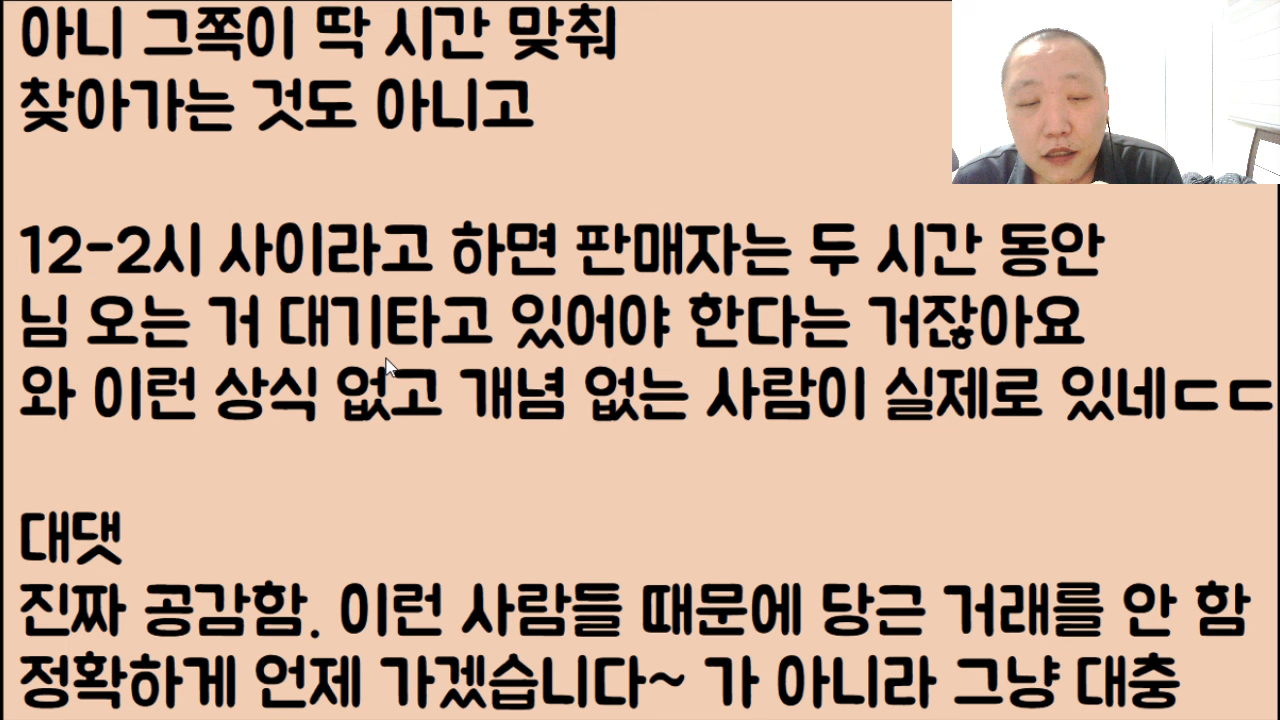 아니 그쪽이 딱 시간 맞춰
찾아가는 것도 아니고
12-2시 사이라고 하면 판매자는 두 시간 동안
님 오는 거 대기타고 있어야 한다는 거잖아요
와 이런 상식 없고 개념 없는 사람이 실제로 있네ㄷㄷ
대댓
진짜 공감함. 이런 사람들 때문에 당근 거래를 안 함
정확하게 언제 가겠습니다~ 가 아니라 그냥 대충